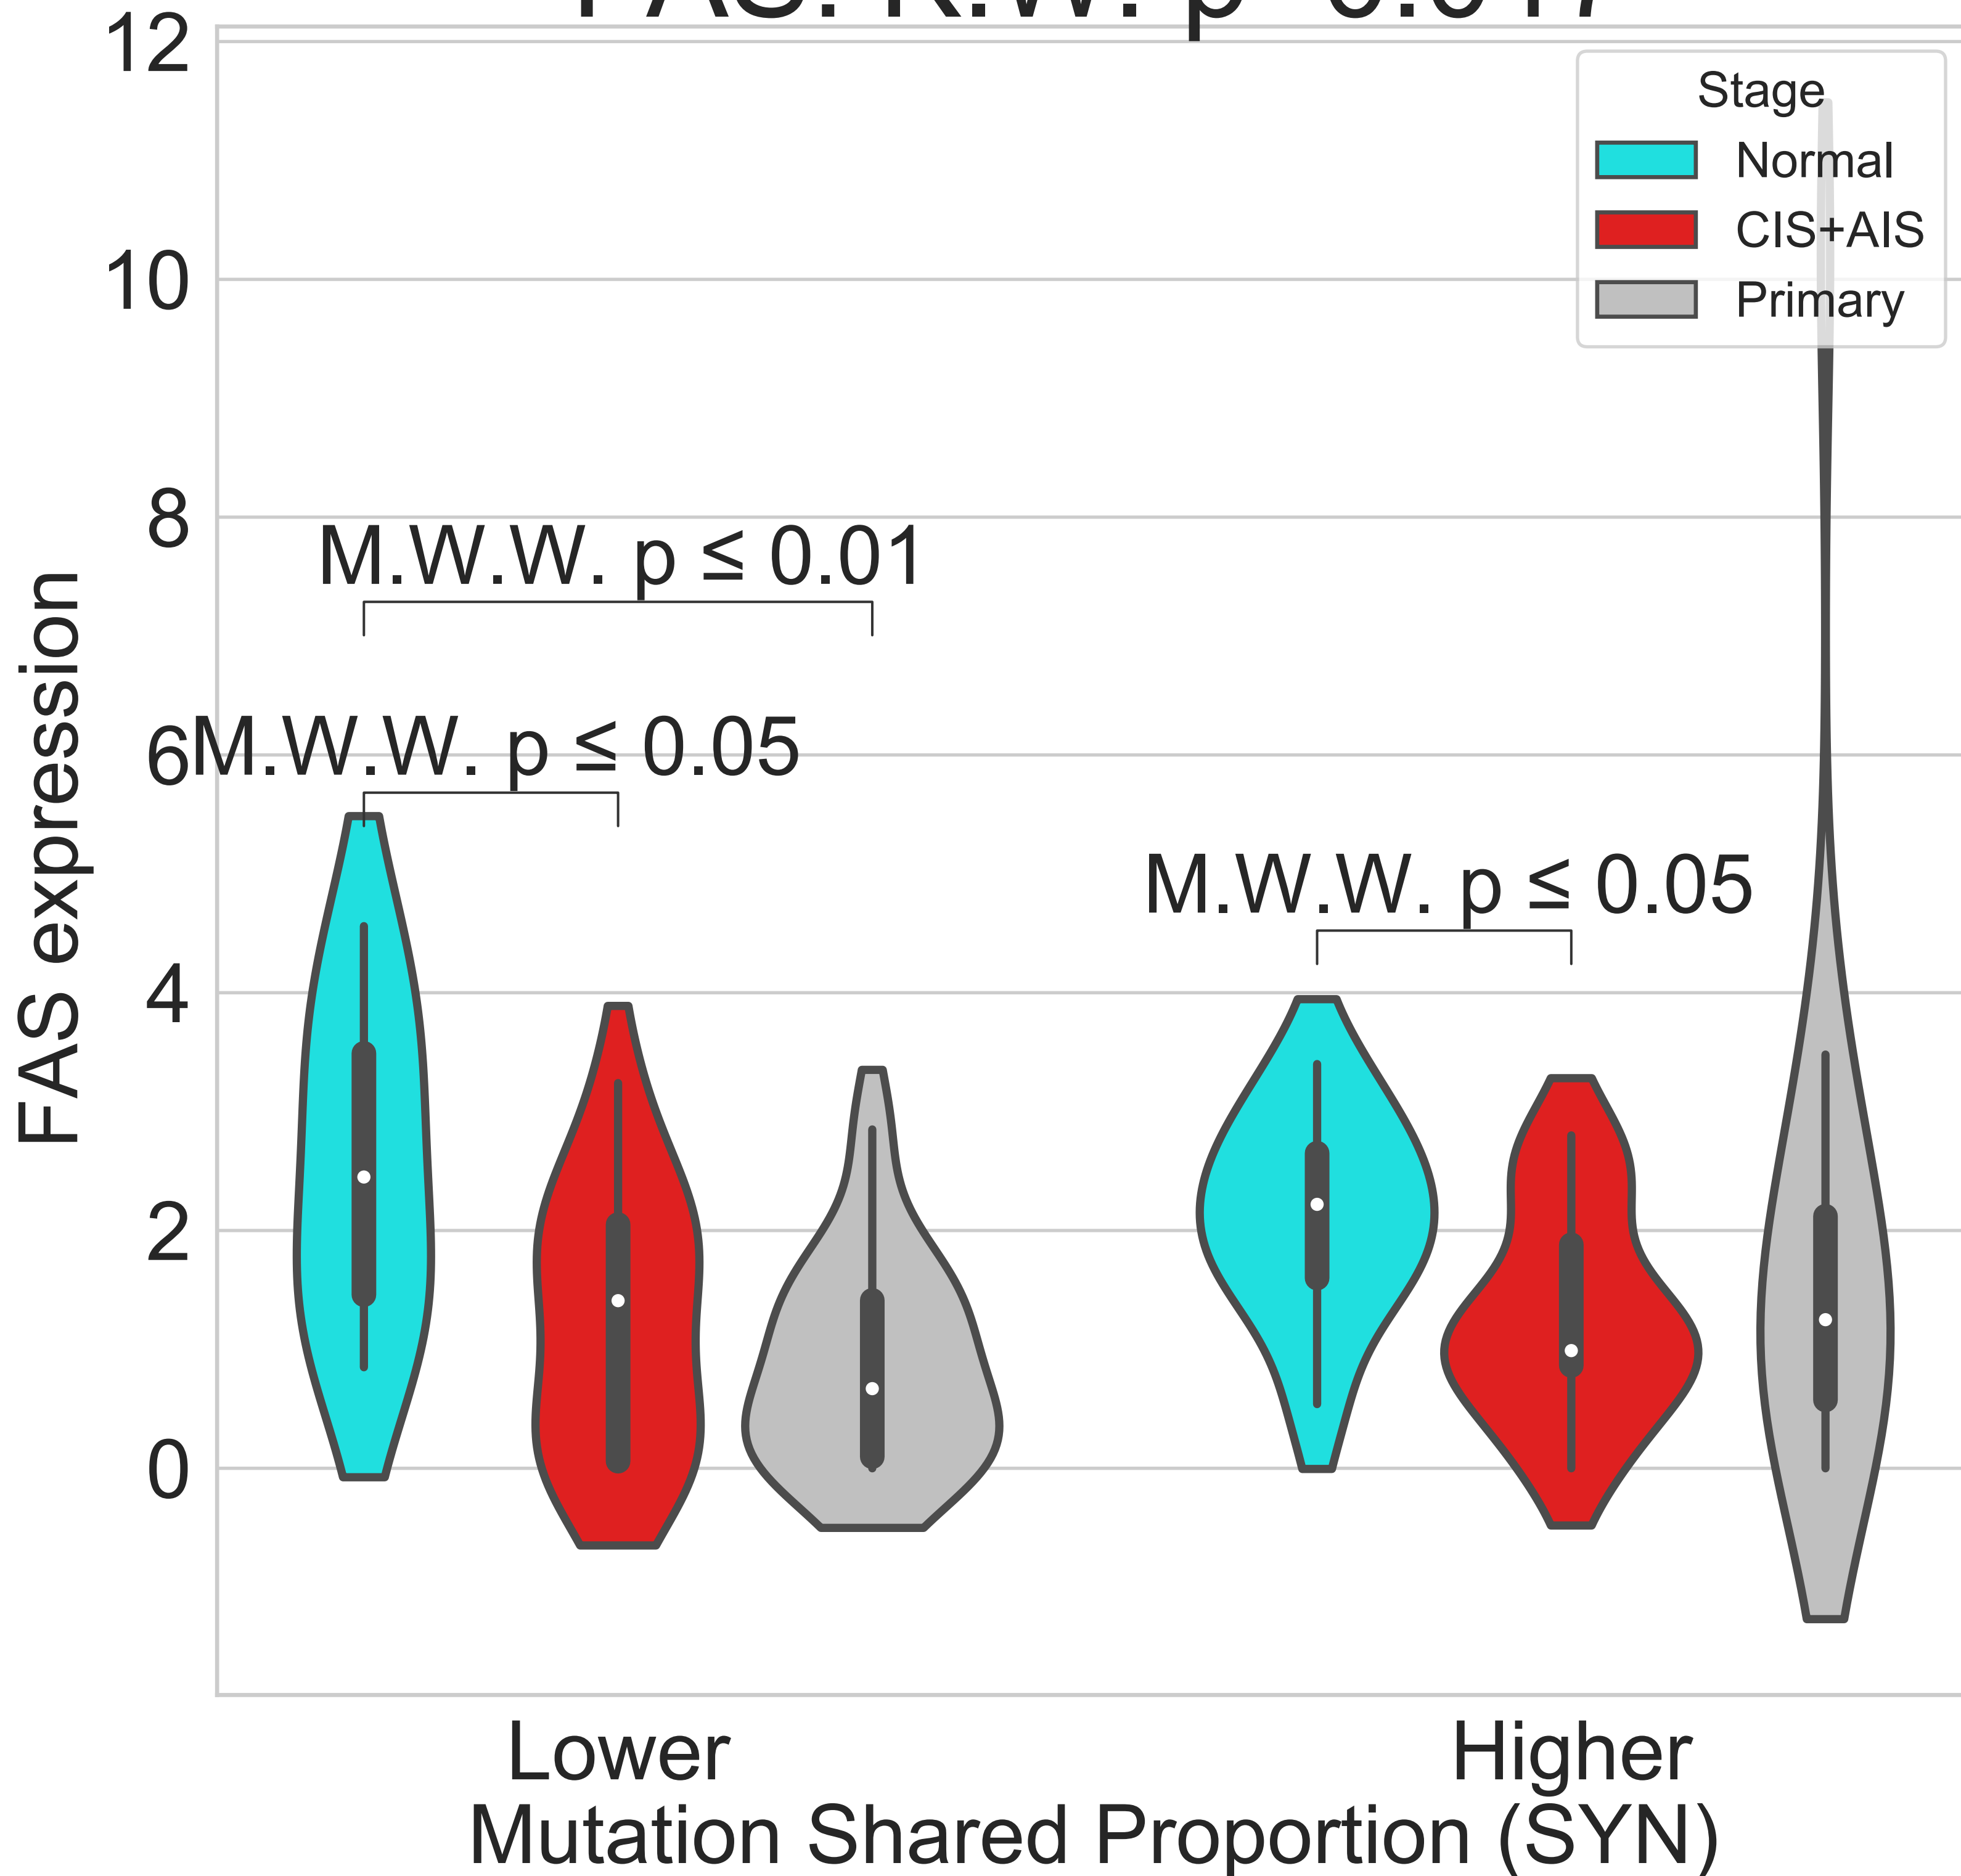 12
10
8
6
4
2
0
FAS expression
Stage
Normal
CIS+AIS
Primary
M.W.W. p ≤ 0.01
M.W.W. p ≤ 0.05
M.W.W. p ≤ 0.05
Lower
Higher
Mutation Shared Proportion (SYN)